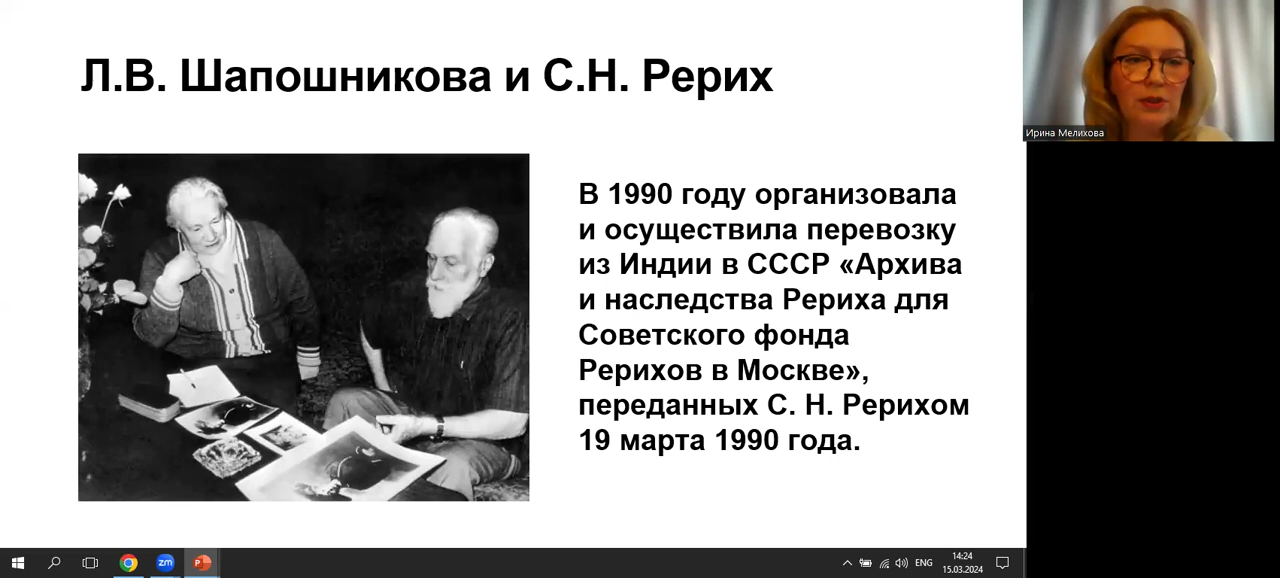 Л.В. Шапошникова и С.Н. Рерих
В 1990 году организовала
и осуществила перевозку
из Индии в СССР «Архива
и наследства Рериха для
Советского фонда
Рерихов в Москве»,
переданных С. Н. Рерихом
19 марта 1990 года.
Ирина Мелихова
zm
P
ENG
14:24
15.03.2024